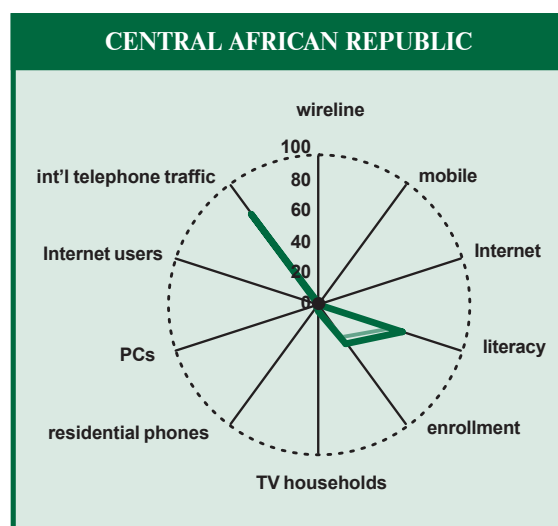 CENTRAL AFRICAN REPUBLIC
wireline
100
80
60
40
20
0
mobile
Internet
literacy
enrollment
TV households
residential phones
PCs
Internet users
int'l telephone traffic